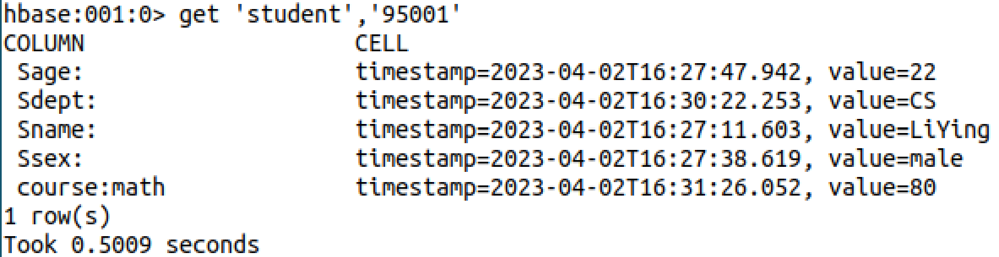 hbase:001:0> get 'student','95001'
COLUMN                    CELL
 Sage:                    timestamp=2023-04-02T16:27:47.942, value=22
 Sdept:                   timestamp=2023-04-02T16:30:22.253, value=CS
 Sname:                   timestamp=2023-04-02T16:27:11.603, value=LiYing
 Ssex:                    timestamp=2023-04-02T16:27:38.619, value=male
 course:math              timestamp=2023-04-02T16:31:26.052, value=80
1 row(s)
Took 0.5009 seconds